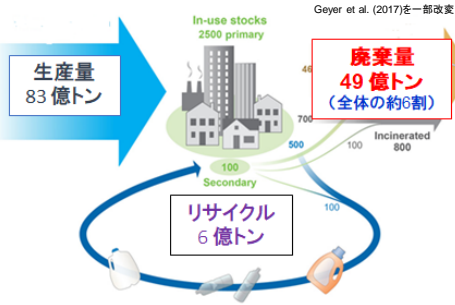 Geyer et al. (2017)を一部改変
In-use stocks
2500 primary
生産量
83 億トン
46
廃棄量
49 億トン
（全体の約6割）
700
Incinerated
800
500
100
100
Secondary
リサイクル
6 億トン
100